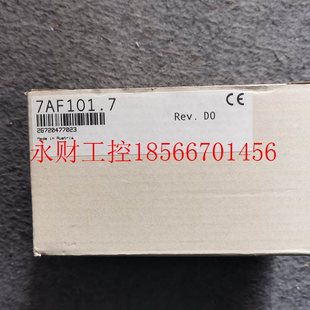 7AF101.7
CE
Rev. D0
26720477023
Made in Austria
永财工控18566701456